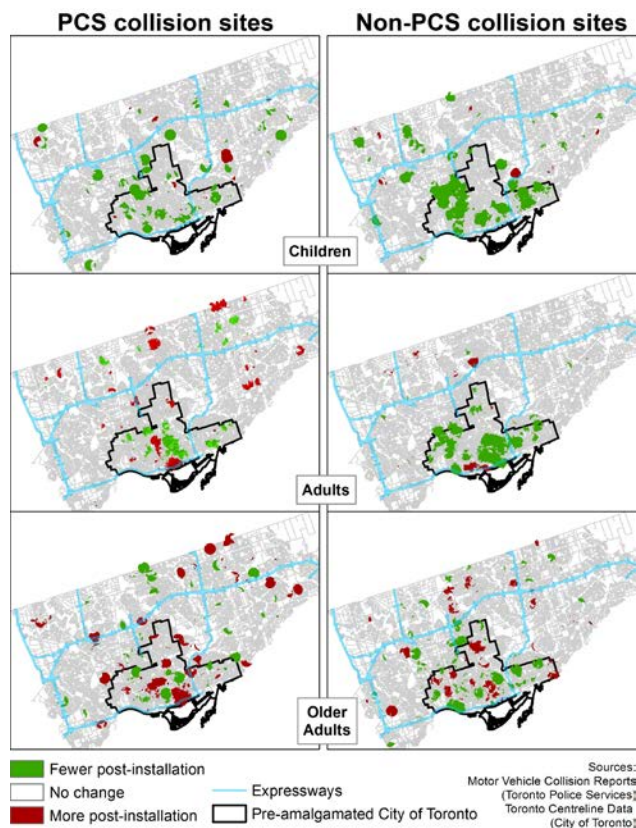 PCS collision sites
Non-PCS collision sites
Children
Adults
Older
Adults
Fewer post-installation
No change
More post-installation
Expressways
Pre-amalgamated City of Toronto
Sources:
Motor Vehicle Collision Reports
(Toronto Police Services)
Toronto Centreline Data
(City of Toronto)